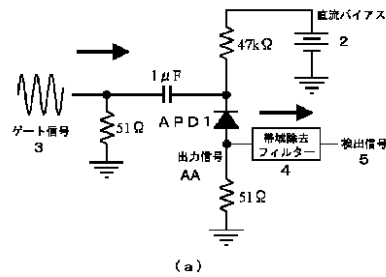 直流バイアス
2
47kΩ
1μF
APD1
ゲート信号
3
51Ω
出力信号
AA
帯域除去
フィルター
4
検出信号
5
51Ω
(a)